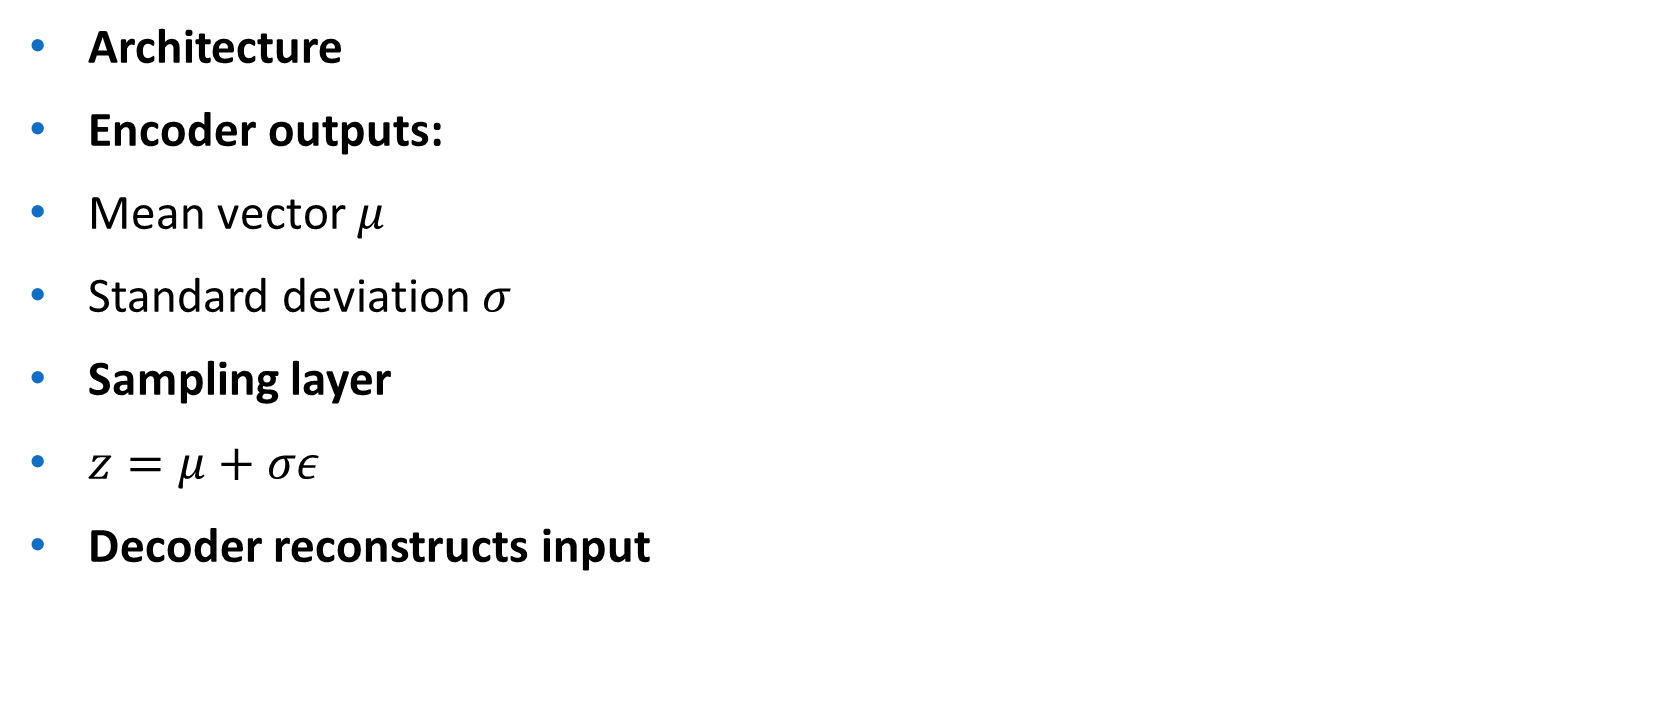 • Architecture
• Encoder outputs:
• Mean vector 𝜇
• Standard deviation 𝜎
• Sampling layer
• 𝑧 = 𝜇 + 𝜎𝜖
• Decoder reconstructs input